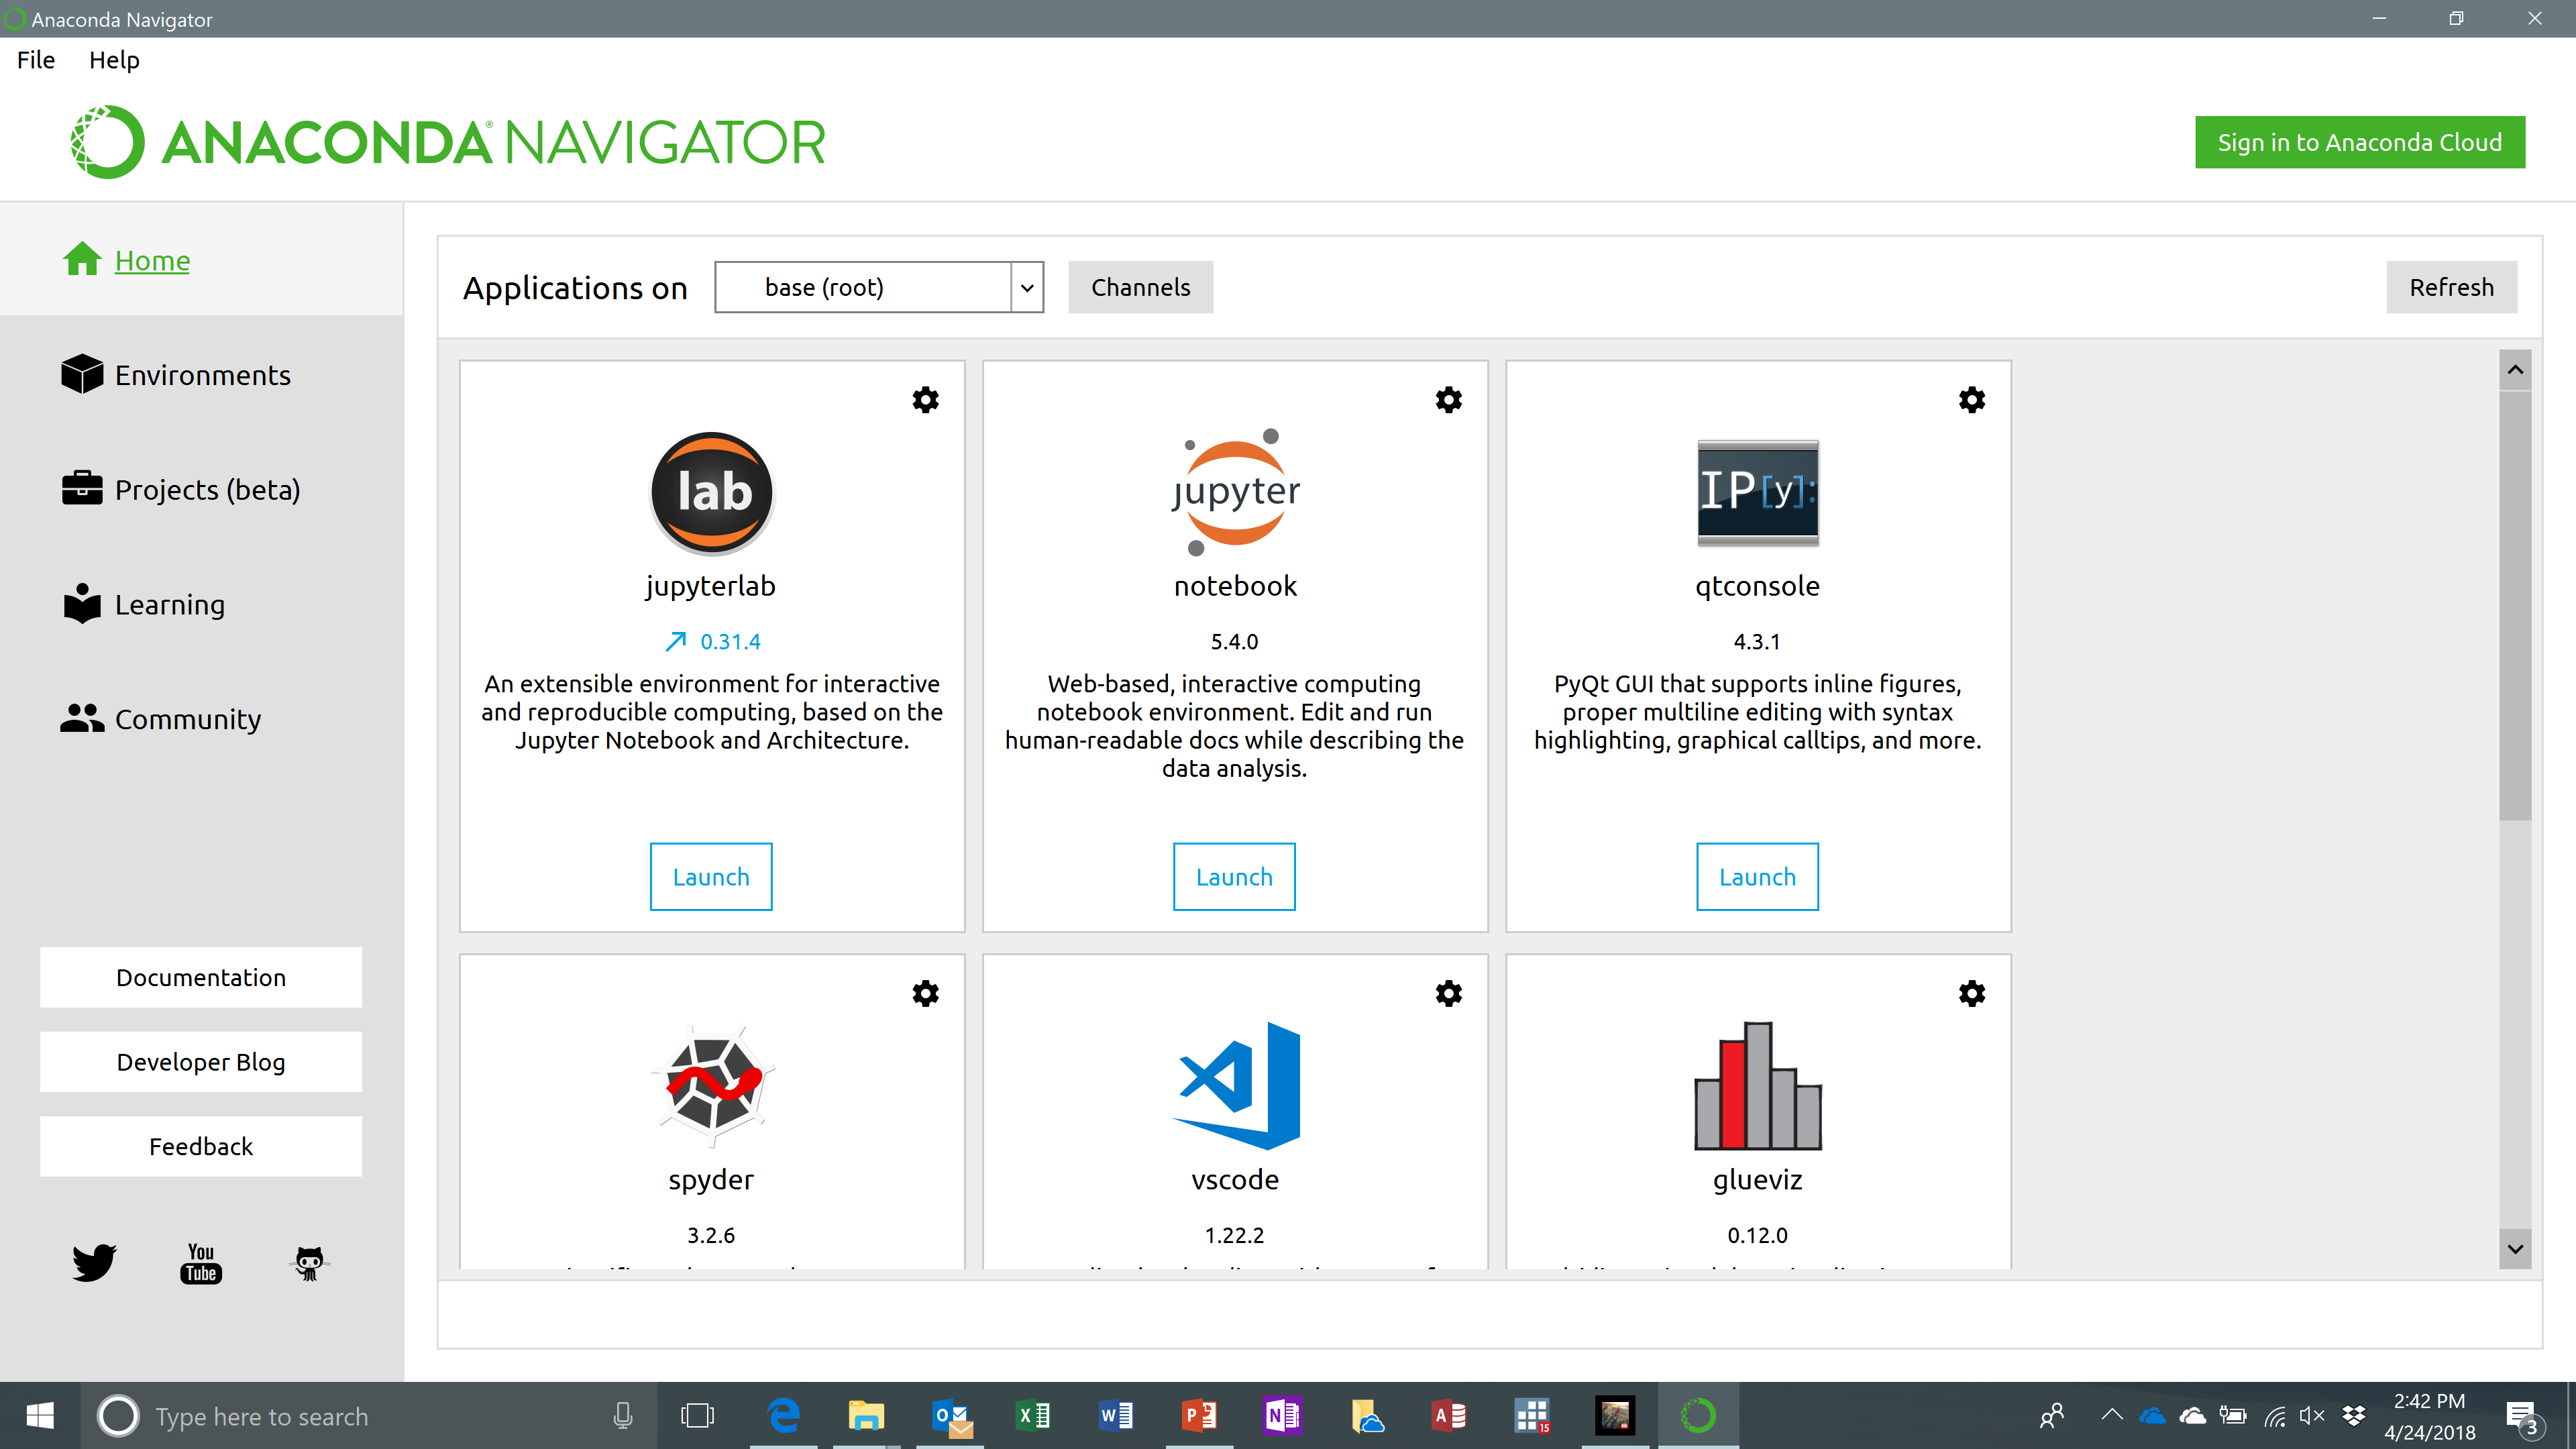 Anaconda Navigator
File Help
ANACONDA® NAVIGATOR
Sign in to Anaconda Cloud
Home
Environments
Projects (beta)
Learning
Community
Documentation
Developer Blog
Feedback
You
Tube
Applications on base (root) Channels Refresh
lab
jupyterlab
0.31.4
An extensible environment for interactive
and reproducible computing, based on the
Jupyter Notebook and Architecture.
Launch
jupyter
notebook
5.4.0
Web-based, interactive computing
notebook environment. Edit and run
human-readable docs while describing the
data analysis.
Launch
IP[y]:
qtconsole
4.3.1
PyQt GUI that supports inline figures,
proper multiline editing with syntax
highlighting, graphical calltips, and more.
Launch
spyder
3.2.6
vscode
1.22.2
glueviz
0.12.0
Type here to search
15
2:42 PM
4/24/2018
3